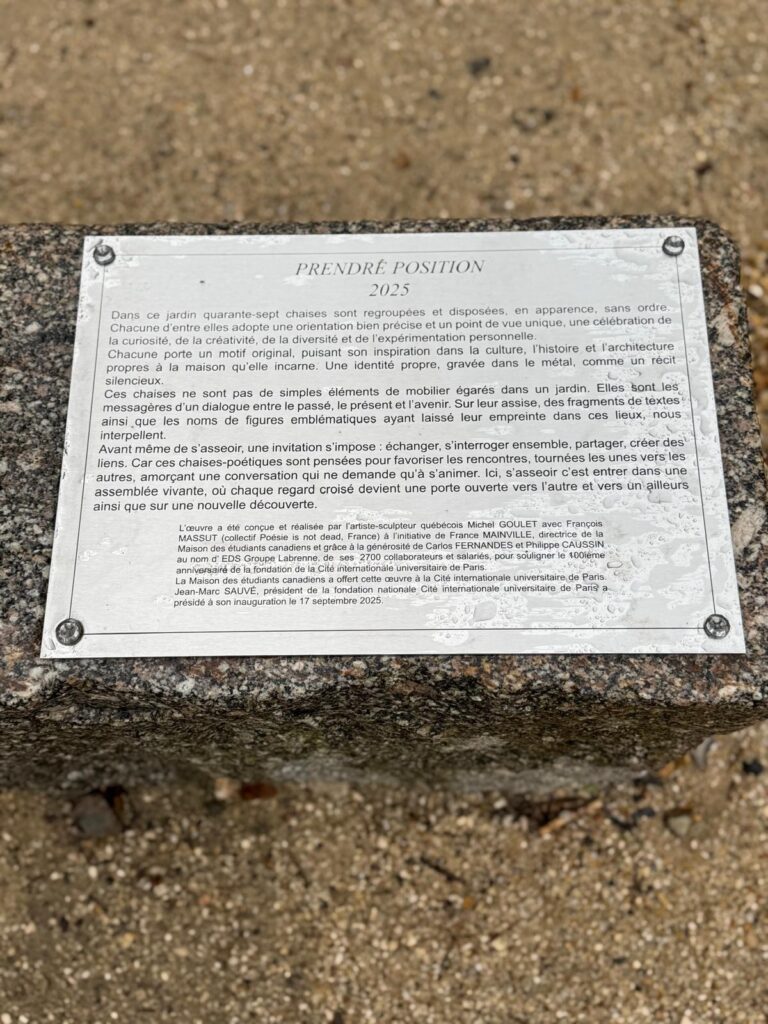 PRENDRE POSITION
2025
Dans ce jardin quarante-sept chaises sont regroupées et disposées, en apparence, sans ordre.
Chacune d'entre elles adopte une orientation bien précise et un point de vue unique, une célébration de
la curiosité, de la créativité, de la diversité et de l'expérimentation personnelle.
Chacune porte un motif original, puisant son inspiration dans la culture, l'histoire et l'architecture
propres à la maison qu'elle incarne. Une identité propre, gravée dans le métal, comme un récit
silencieux.
Ces chaises ne sont pas de simples éléments de mobilier égarés dans un jardin. Elles sont les
messagères d'un dialogue entre le passé, le présent et l'avenir. Sur leur assise, des fragments de textes
ainsi que les noms de figures emblématiques ayant laissé leur empreinte dans ces lieux, nous
interpellent.
Avant même de s'asseoir, une invitation s'impose : échanger, s'interroger ensemble, partager, créer des
liens. Car ces chaises-poétiques sont pensées pour favoriser les rencontres, tournées les unes vers les
autres, amorçant une conversation qui ne demande qu'à s'animer. Ici, s'asseoir c'est entrer dans une
assemblée vivante, où chaque regard croisé devient une porte ouverte vers l'autre et vers un ailleurs
ainsi que sur une nouvelle découverte.
L'œuvre a été conçue et réalisée par l'artiste-sculpteur québécois Michel GOULET avec François
MASSUT (collectif Poésie is not dead, France) à l'initiative de France MAINVILLE, directrice de la
Maison des étudiants canadiens et grâce à la générosité de Carlos FERNANDES et Philippe CAUSSIN
au nom d' EDS Groupe Labrenne, de ses 2700 collaborateurs et salariés, pour souligner le 100ième
anniversaire de la fondation de la Cité internationale universitaire de Paris.
La Maison des étudiants canadiens a offert cette œuvre à la Cité internationale universitaire de Paris.
Jean-Marc SAUVÉ, président de la fondation nationale Cité internationale universitaire de Paris a
présidé à son inauguration le 17 septembre 2025.